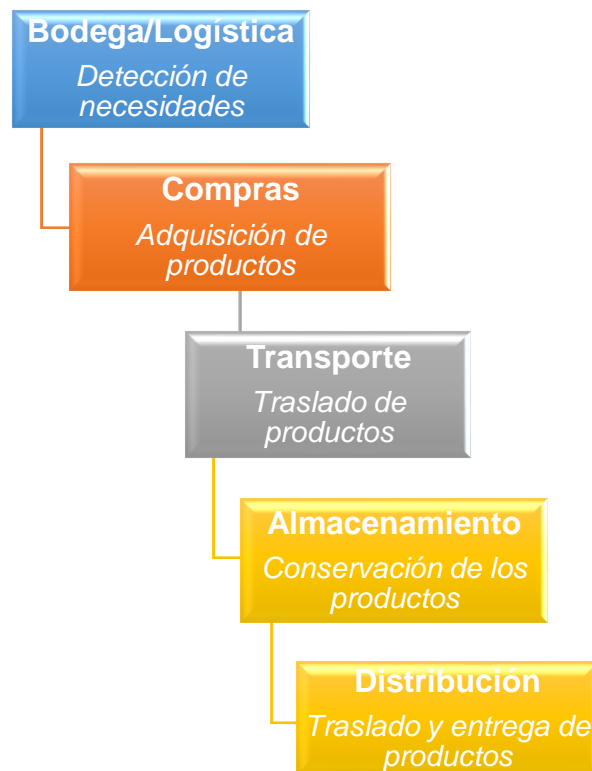 Bodega/Logística
Detección de
necesidades
Compras
Adquisición de
productos
Transporte
Traslado de
productos
Almacenamiento
Conservación de los
productos
Distribución
Traslado y entrega de
productos